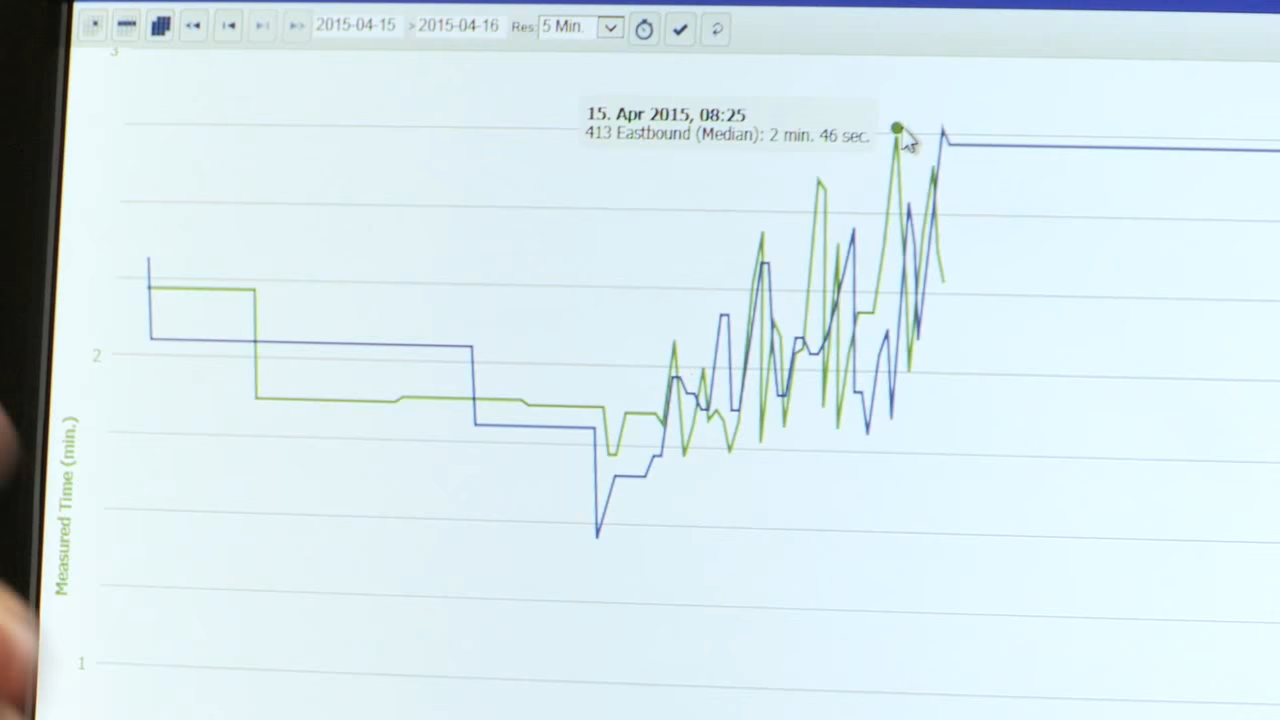 2015-04-15 > 2015-04-16 Res: 5 Min.
3
15. Apr 2015, 08:25
413 Eastbound (Median): 2 min. 46 sec.
2
Measured Time (min.)
1